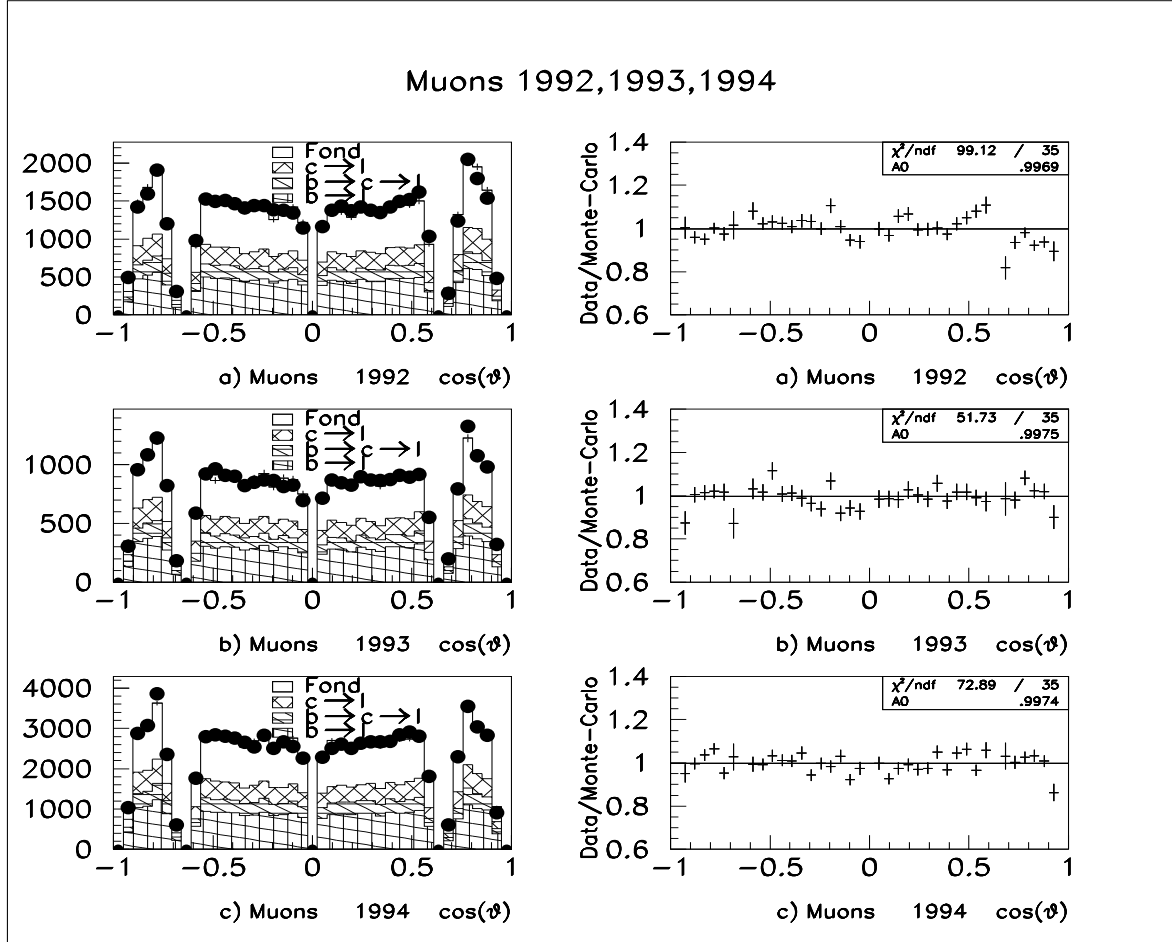 Muons 1992,1993,1994
2000
1500
1000
500
0
Fond
c → l
b → c → l
b → l
−1 −0.5 0 0.5 1
a) Muons 1992 cos(ϑ)
Data/Monte-Carlo
1.4
1.2
1
0.8
0.6
χ²/ndf 99.12 / 35
A0 .9969
−1 −0.5 0 0.5 1
a) Muons 1992 cos(ϑ)
1000
500
0
Fond
c → l
b → c → l
b → l
−1 −0.5 0 0.5 1
b) Muons 1993 cos(ϑ)
Data/Monte-Carlo
1.4
1.2
1
0.8
0.6
χ²/ndf 51.73 / 35
A0 .9975
−1 −0.5 0 0.5 1
b) Muons 1993 cos(ϑ)
4000
3000
2000
1000
0
Fond
c → l
b → c → l
b → l
−1 −0.5 0 0.5 1
c) Muons 1994 cos(ϑ)
Data/Monte-Carlo
1.4
1.2
1
0.8
0.6
χ²/ndf 72.89 / 35
A0 .9974
−1 −0.5 0 0.5 1
c) Muons 1994 cos(ϑ)